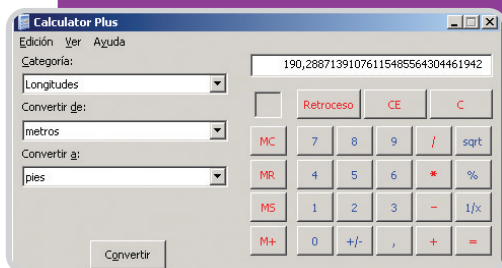 Calculator Plus
Edición Ver Ayuda
Categoría:
Longitudes
Convertir de:
metros
Convertir a:
pies
Convertir
190,28871391076115485564304461942
Retroceso CE C
MC 7 8 9 / sqrt
MR 4 5 6 * %
MS 1 2 3 - 1/x
M+ 0 +/- , + =